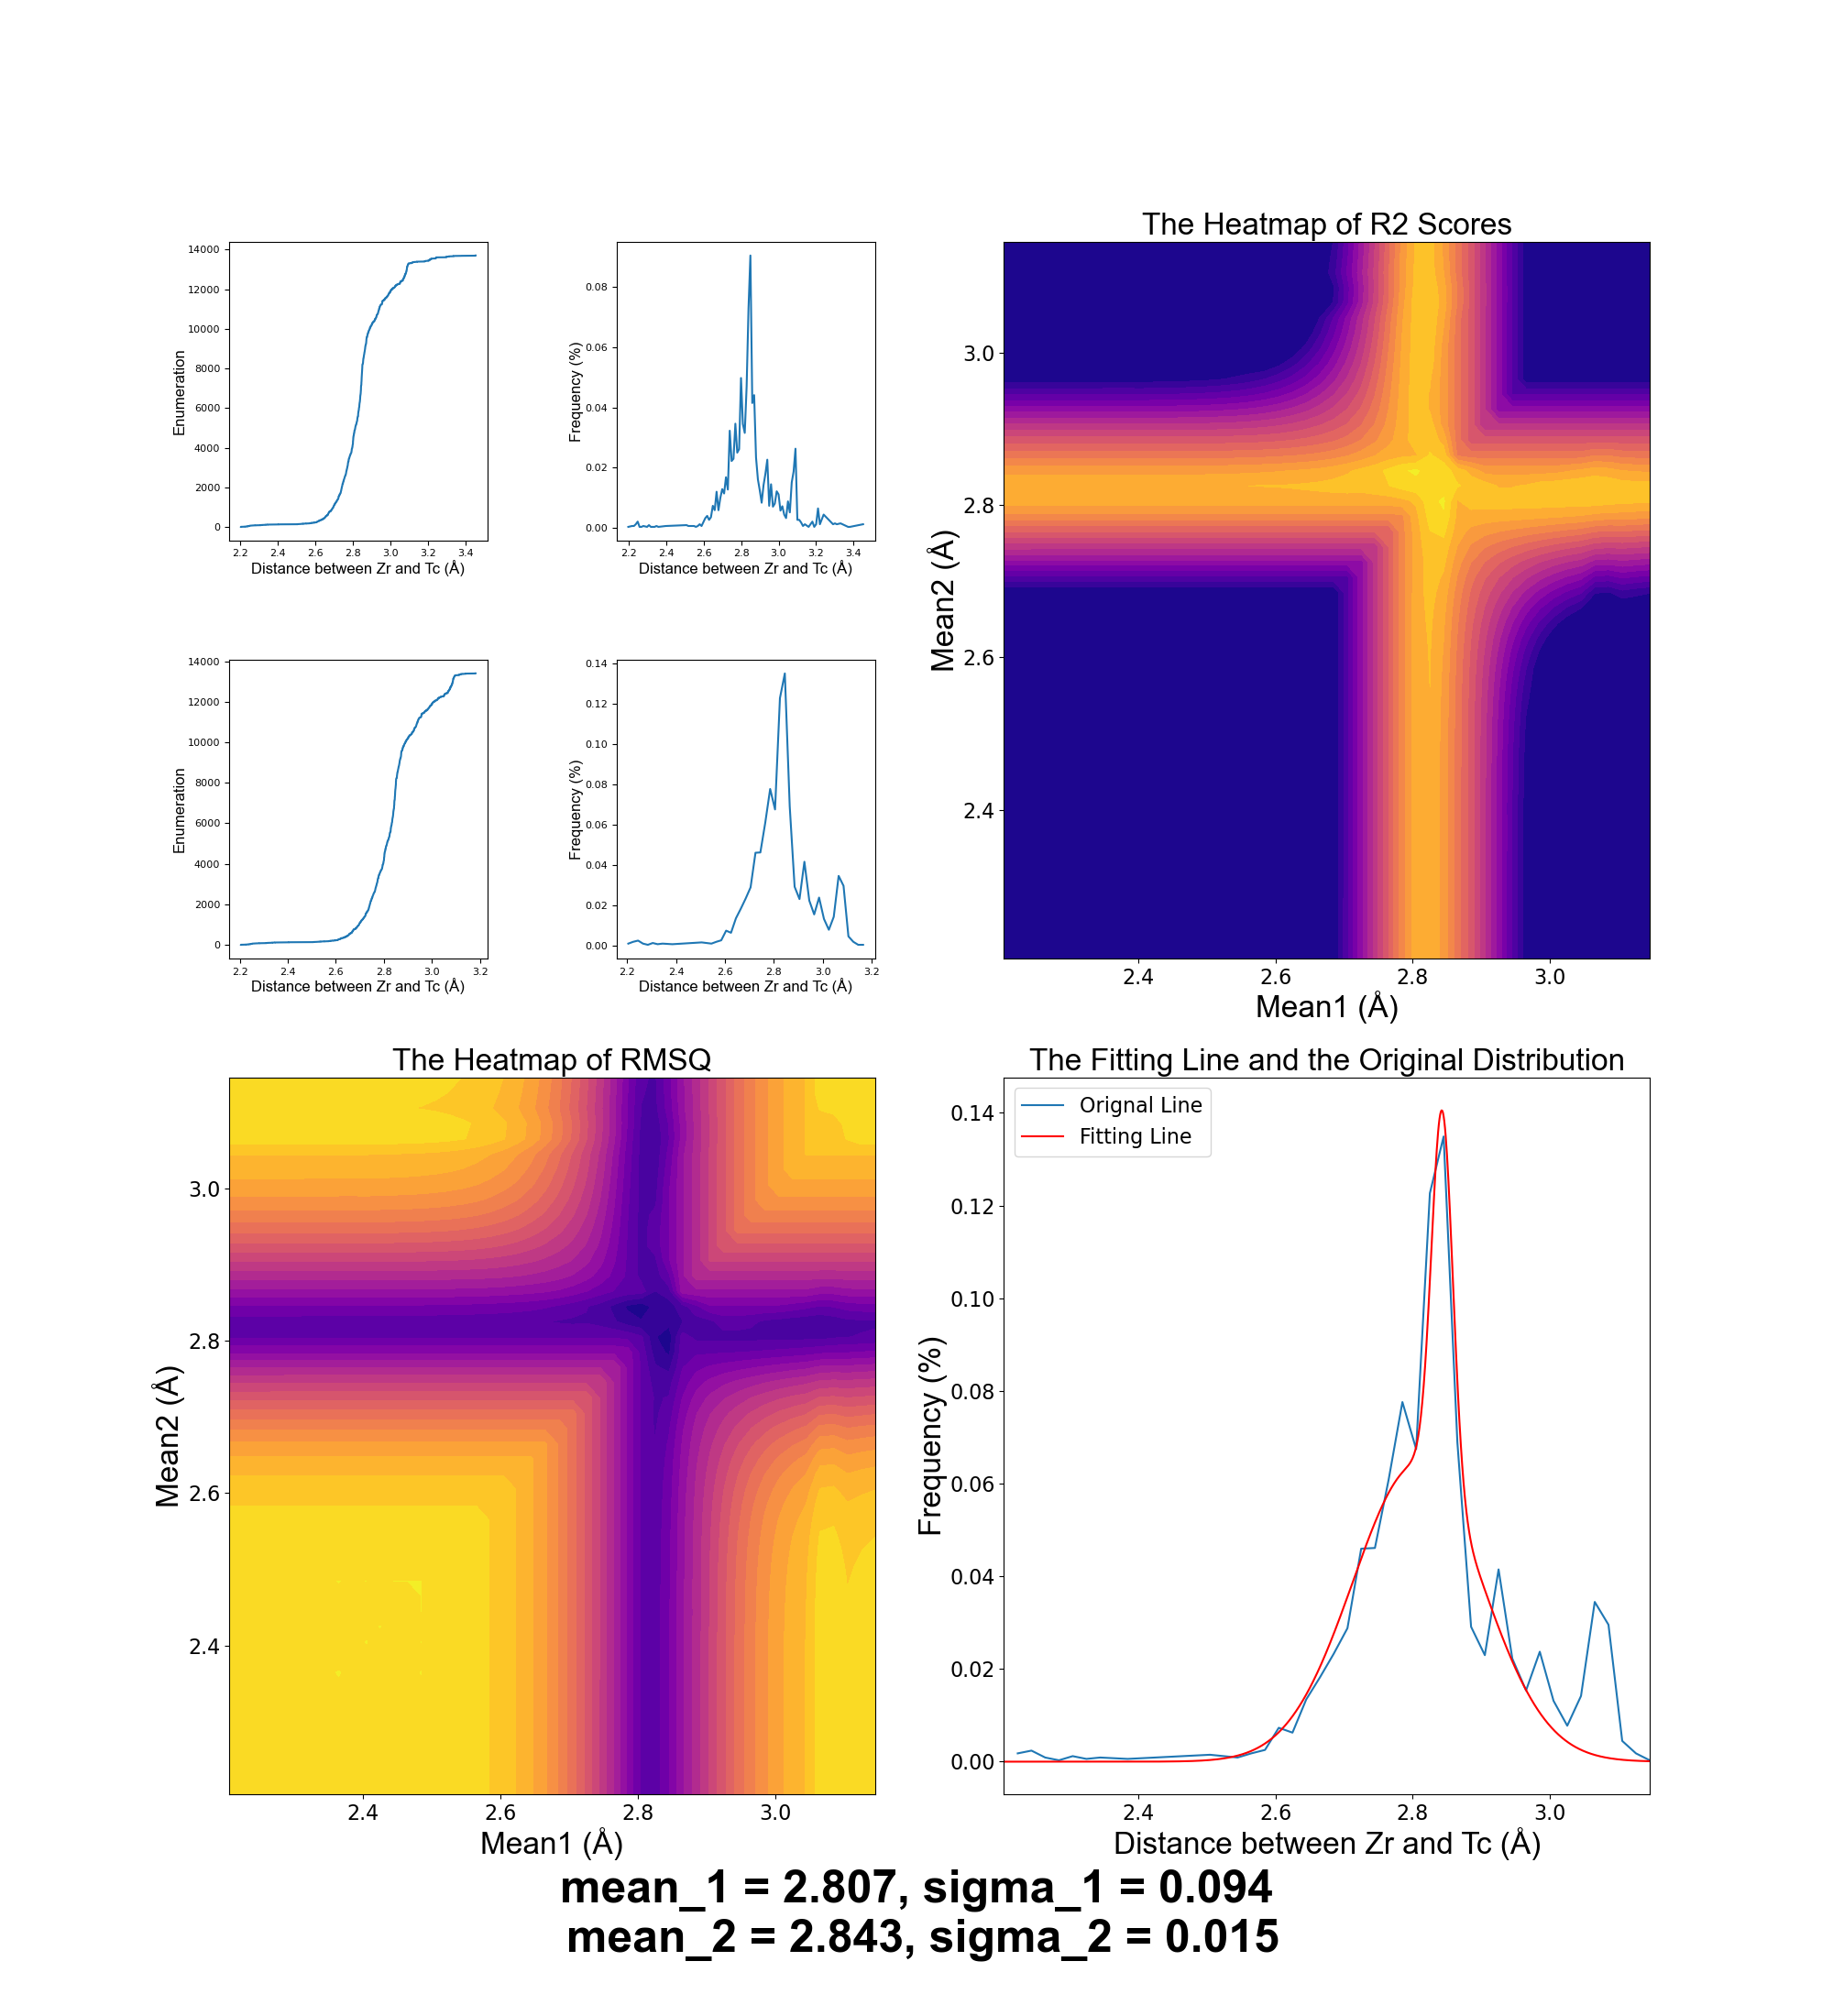 14000
12000
10000
8000
6000
4000
2000
0
Enumeration
2.2 2.4 2.6 2.8 3.0 3.2 3.4
Distance between Zr and Tc (Å)
0.08
0.06
0.04
0.02
0.00
Frequency (%)
2.2 2.4 2.6 2.8 3.0 3.2 3.4
Distance between Zr and Tc (Å)
The Heatmap of R2 Scores
3.0
2.8
2.6
2.4
Mean2 (Å)
2.4 2.6 2.8 3.0
Mean1 (Å)
14000
12000
10000
8000
6000
4000
2000
0
Enumeration
2.2 2.4 2.6 2.8 3.0 3.2
Distance between Zr and Tc (Å)
0.14
0.12
0.10
0.08
0.06
0.04
0.02
0.00
Frequency (%)
2.2 2.4 2.6 2.8 3.0 3.2
Distance between Zr and Tc (Å)
The Heatmap of RMSQ
3.0
2.8
2.6
2.4
Mean2 (Å)
2.4 2.6 2.8 3.0
Mean1 (Å)
The Fitting Line and the Original Distribution
Orignal Line
Fitting Line
0.14
0.12
0.10
0.08
0.06
0.04
0.02
0.00
Frequency (%)
2.4 2.6 2.8 3.0
Distance between Zr and Tc (Å)
mean_1 = 2.807, sigma_1 = 0.094
mean_2 = 2.843, sigma_2 = 0.015